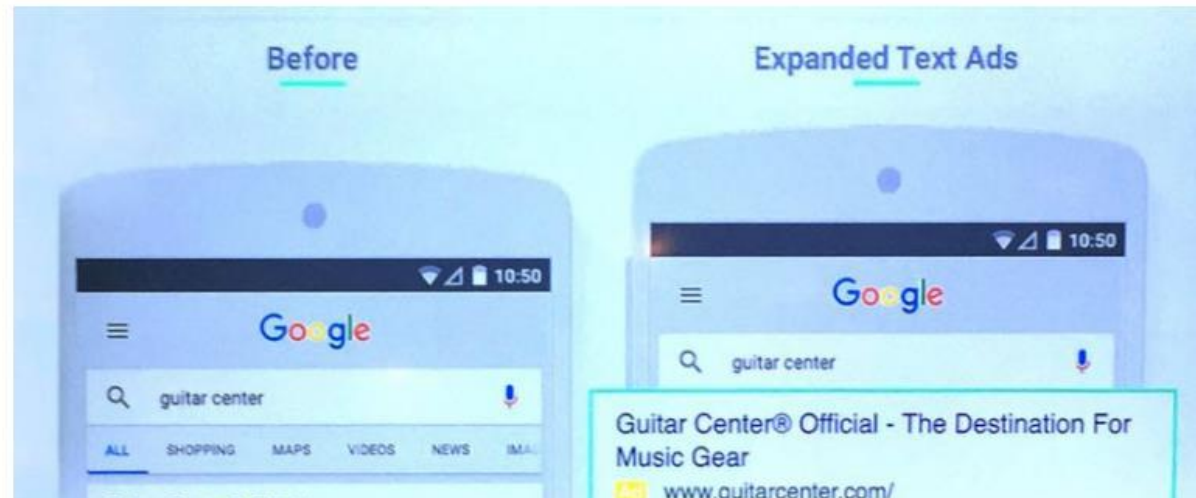 Before
10:50
Google
guitar center
ALL SHOPPING MAPS VIDEOS NEWS
Expanded Text Ads
10:50
Google
guitar center
Guitar Center® Official - The Destination For
Music Gear
Ad www.guitarcenter.com/